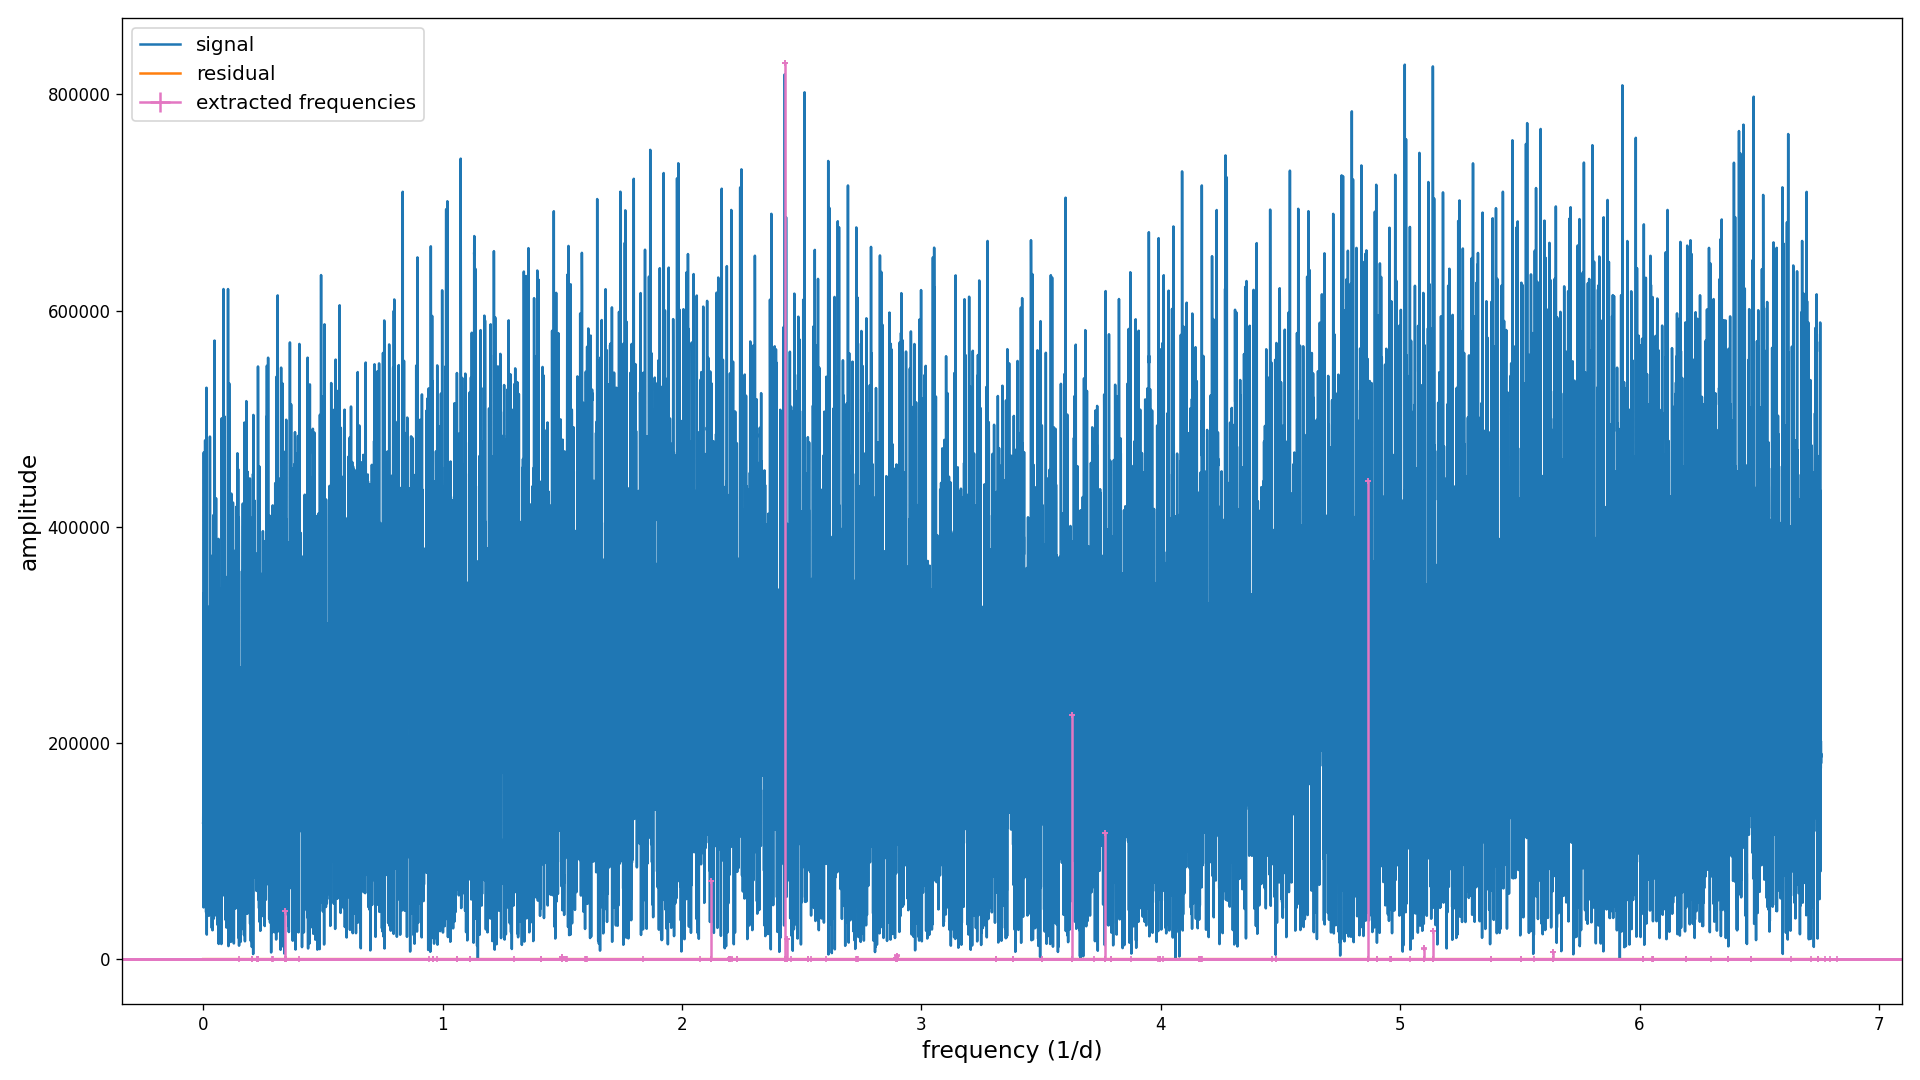 signal
residual
extracted frequencies
800000
600000
400000
200000
0
amplitude
0 1 2 3 4 5 6 7
frequency (1/d)